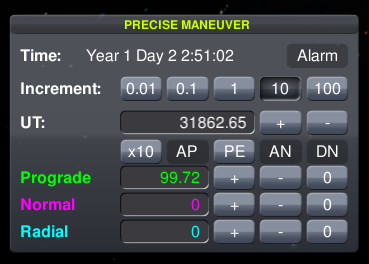 PRECISE MANEUVER
Time: Year 1 Day 2 2:51:02 Alarm
Increment: 0.01 0.1 1 10 100
UT: 31862.65 + -
x10 AP PE AN DN
Prograde 99.72 + - 0
Normal 0 + - 0
Radial 0 + - 0